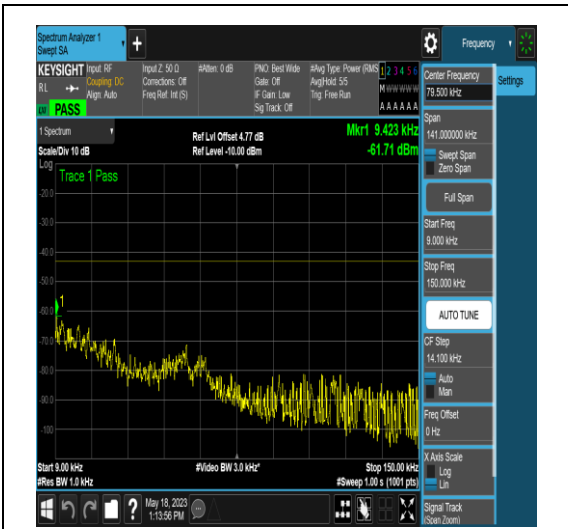 Spectrum Analyzer 1
Swept SA
Frequency
KEYSIGHT
RL
PASS
Input: RF
Coupling: DC
Align: Auto
Input Z: 50 Ω
Corrections: Off
Freq Ref: Int (S)
#Atten: 0 dB
PNO: Best Wide
Gate: Off
IF Gain: Low
Sig Track: Off
#Avg Type: Power (RMS
Avg|Hold: 5/5
Trig: Free Run
1 2 3 4 5 6
M W W W W W
A A A A A A
1 Spectrum
Scale/Div 10 dB
Ref Lvl Offset 4.77 dB
Ref Level -10.00 dBm
Mkr1 9.423 kHz
-61.71 dBm
Log
Trace 1 Pass
-20.0
-30.0
-40.0
-50.0
-60.0
-70.0
-80.0
-90.0
-100
1
Start 9.00 kHz
#Res BW 1.0 kHz
#Video BW 3.0 kHz*
Stop 150.00 kHz
#Sweep 1.00 s (1001 pts)
May 18, 2023
1:13:56 PM
Center Frequency
79.500 kHz
Settings
Span
141.000000 kHz
Swept Span
Zero Span
Full Span
Start Freq
9.000 kHz
Stop Freq
150.000 kHz
AUTO TUNE
CF Step
14.100 kHz
Auto
Man
Freq Offset
0 Hz
X Axis Scale
Log
Lin
Signal Track
(Span Zoom)